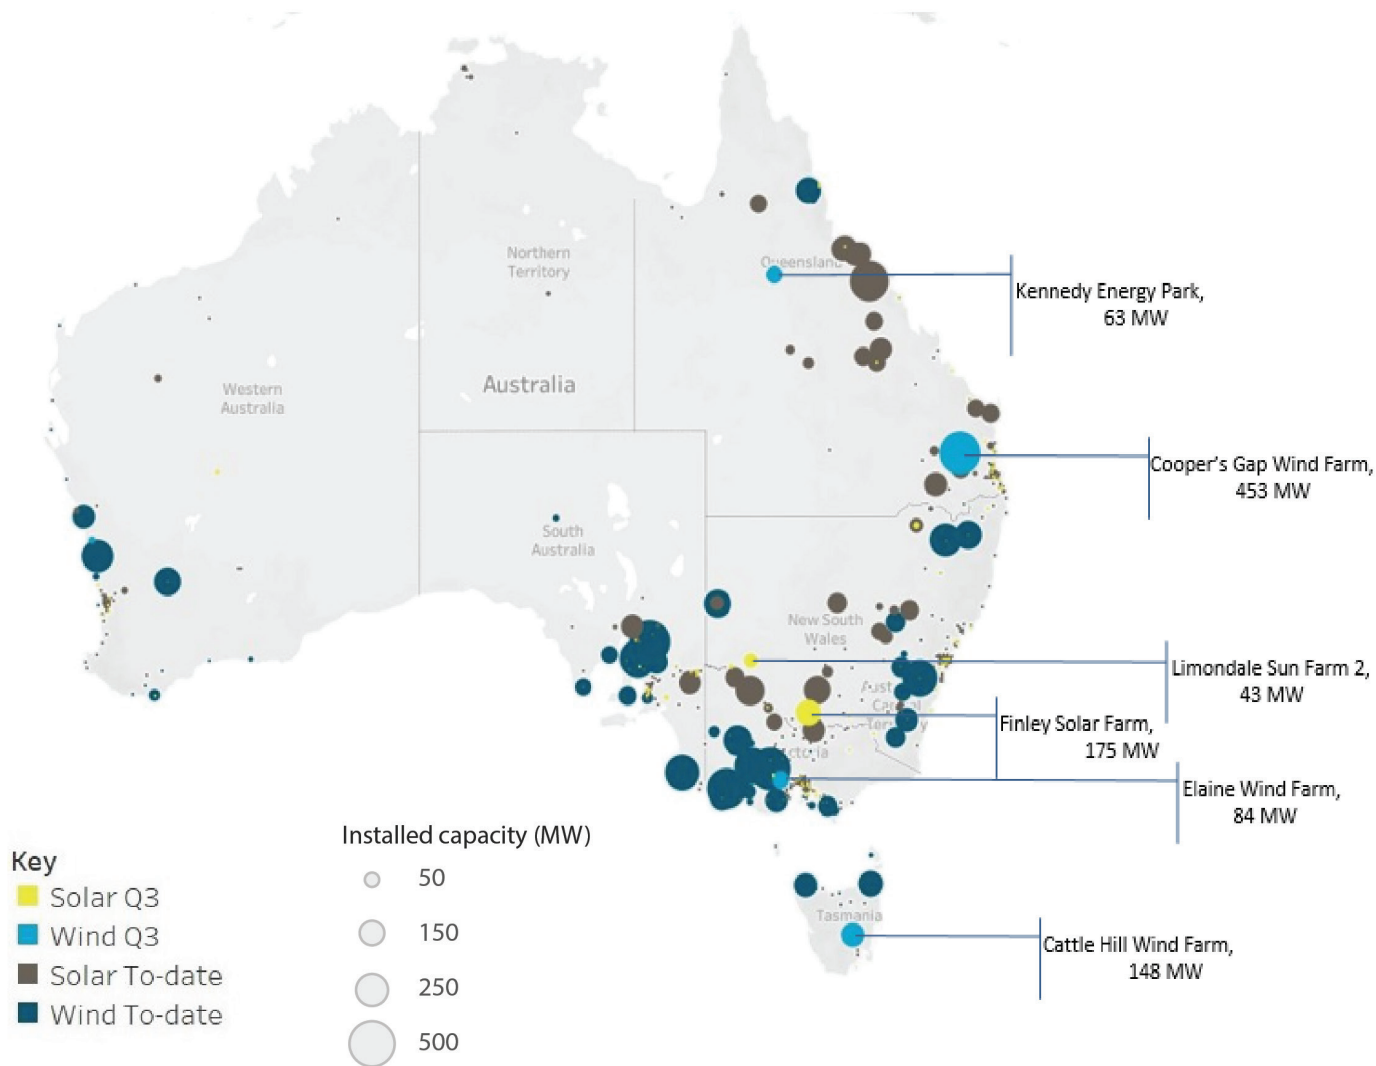 Northern
Territory
Queensland
Kennedy Energy Park,
63 MW
Western
Australia
Australia
Cooper's Gap Wind Farm,
453 MW
South
Australia
New South
Wales
Limondale Sun Farm 2,
43 MW
Finley Solar Farm,
175 MW
Elaine Wind Farm,
84 MW
Installed capacity (MW)
50
150
250
500
Key
Solar Q3
Wind Q3
Solar To-date
Wind To-date
Tasmania
Cattle Hill Wind Farm,
148 MW